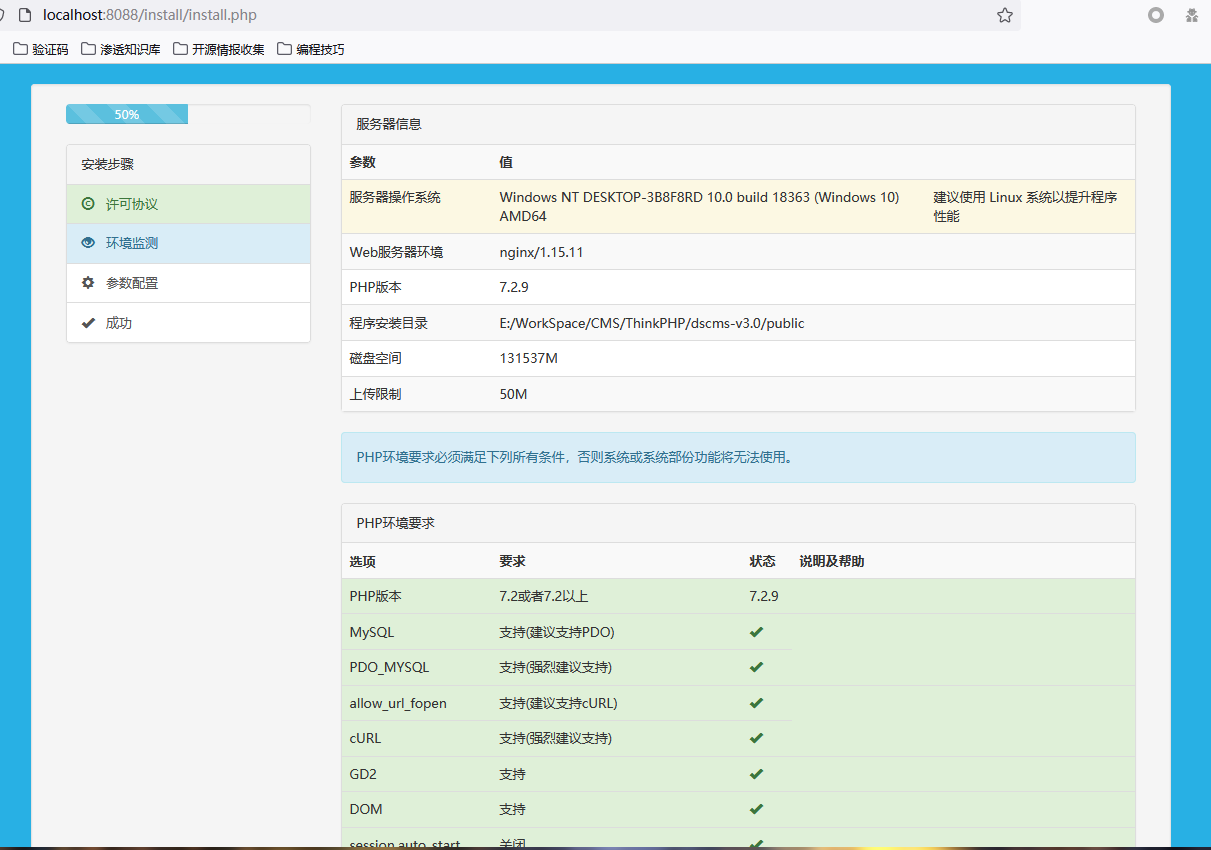 localhost:8088/install/install.php
验证码 渗透知识库 开源情报收集 编程技巧
50%
安装步骤
许可协议
环境监测
参数配置
成功
服务器信息
参数 值
服务器操作系统 Windows NT DESKTOP-3B8F8RD 10.0 build 18363 (Windows 10) AMD64 建议使用 Linux 系统以提升程序性能
Web服务器环境 nginx/1.15.11
PHP版本 7.2.9
程序安装目录 E:/WorkSpace/CMS/ThinkPHP/dscms-v3.0/public
磁盘空间 131537M
上传限制 50M
PHP环境要求必须满足下列所有条件，否则系统或系统部份功能将无法使用。
PHP环境要求
选项 要求 状态 说明及帮助
PHP版本 7.2或者7.2以上 7.2.9
MySQL 支持(建议支持PDO) ✔
PDO_MYSQL 支持(强烈建议支持) ✔
allow_url_fopen 支持(建议支持cURL) ✔
cURL 支持(强烈建议支持) ✔
GD2 支持 ✔
DOM 支持 ✔
session.auto_start 关闭 ✔